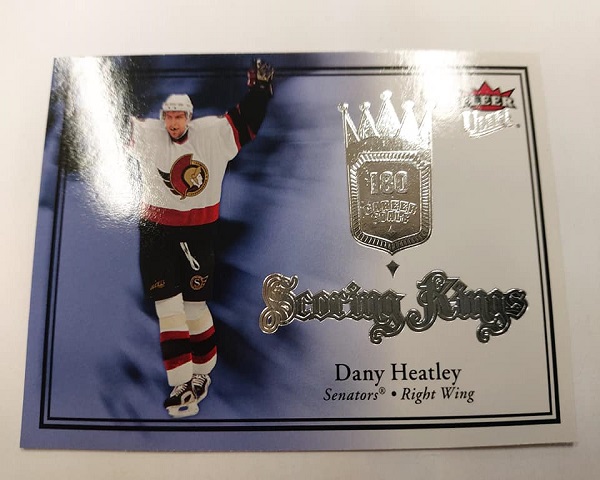 FLEER
ULTRA®
180
CAREER
GOALS
Scoring Kings
Dany Heatley
Senators® • Right Wing